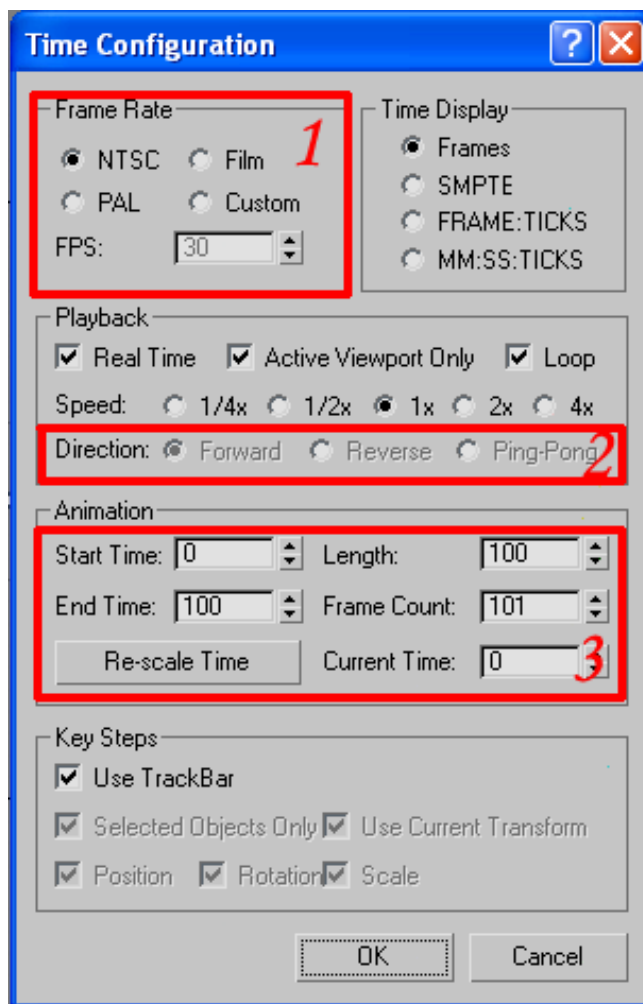 Time Configuration
Frame Rate
1
NTSC Film
PAL Custom
FPS: 30
Time Display
Frames
SMPTE
FRAME:TICKS
MM:SS:TICKS
Playback
Real Time Active Viewport Only Loop
Speed: 1/4x 1/2x 1x 2x 4x
Direction: Forward Reverse Ping-Pong 2
Animation
Start Time: 0 Length: 100
End Time: 100 Frame Count: 101
Re-scale Time Current Time: 0 3
Key Steps
Use TrackBar
Selected Objects Only Use Current Transform
Position Rotation Scale
OK Cancel